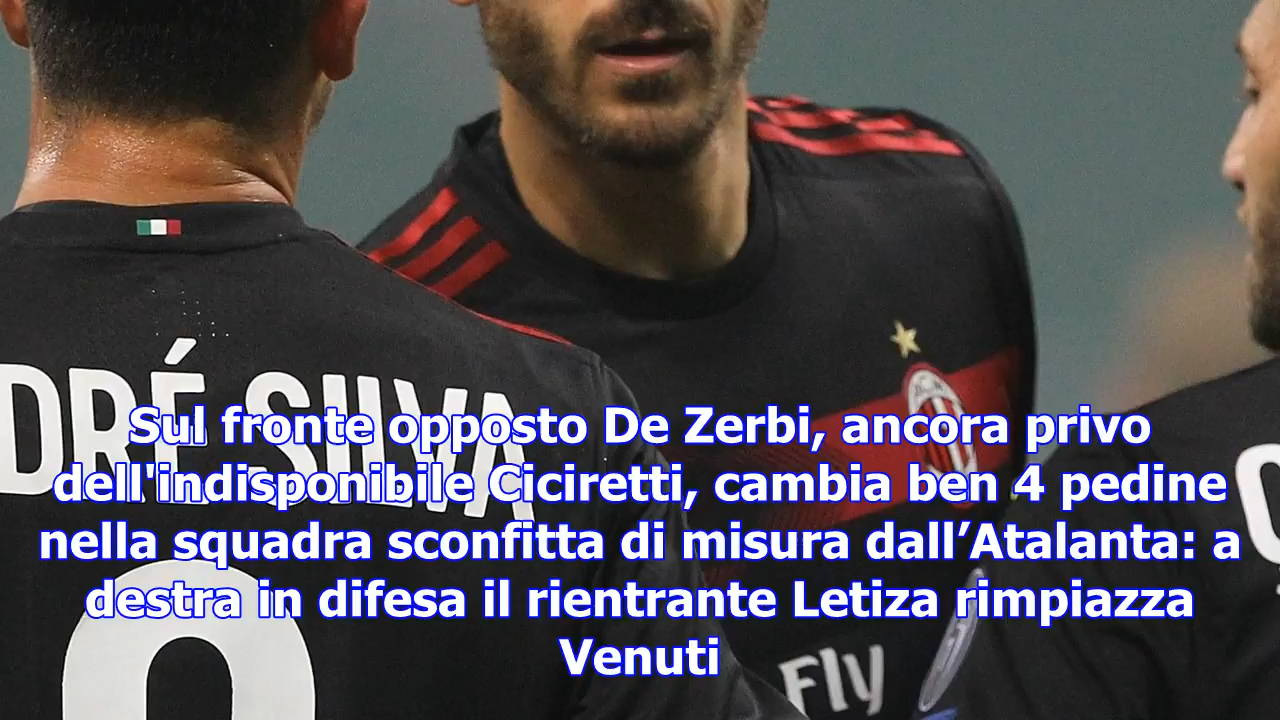 DRÉ SILVA
Sul fronte opposto De Zerbi, ancora privo
dell'indisponibile Ciciretti, cambia ben 4 pedine
nella squadra sconfitta di misura dall’Atalanta: a
destra in difesa il rientrante Letiza rimpiazza
Venuti
Fly